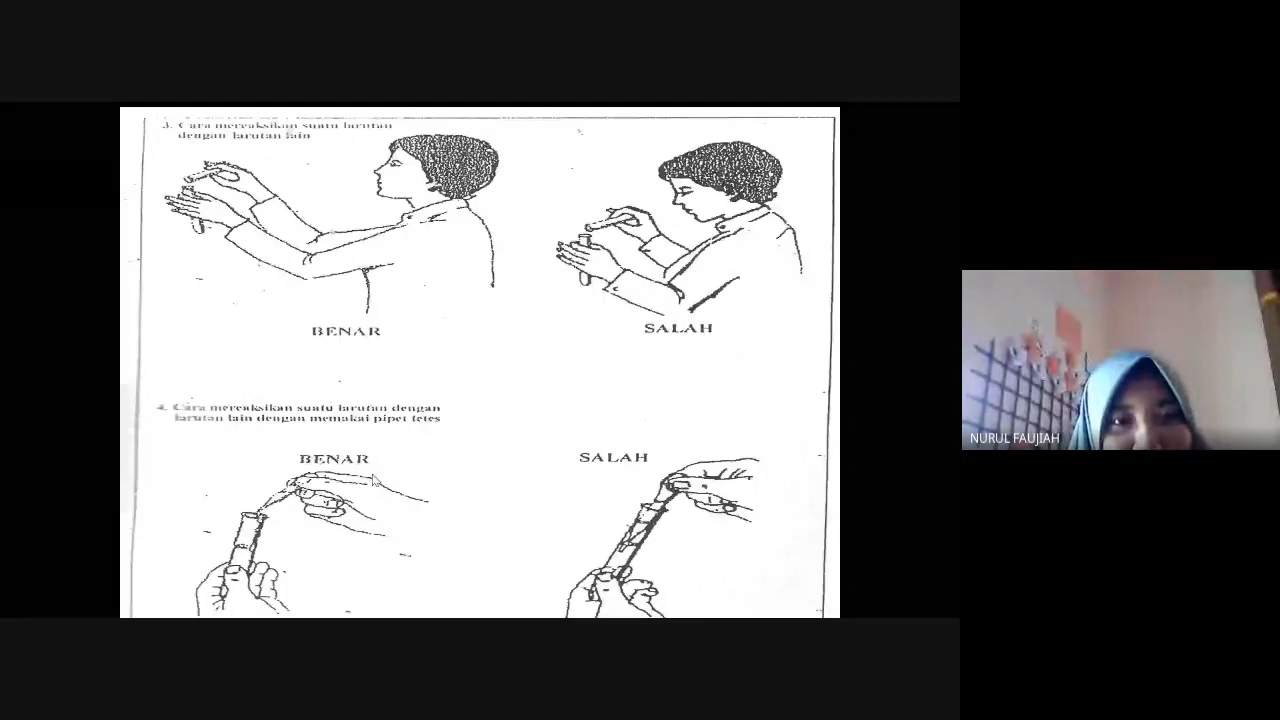 3. Cara mereaksikan suatu larutan
dengan larutan lain
BENAR
SALAH
4. Cara mereaksikan suatu larutan dengan
larutan lain dengan memakai pipet tetes
BENAR
SALAH
NURUL FAUJIAH